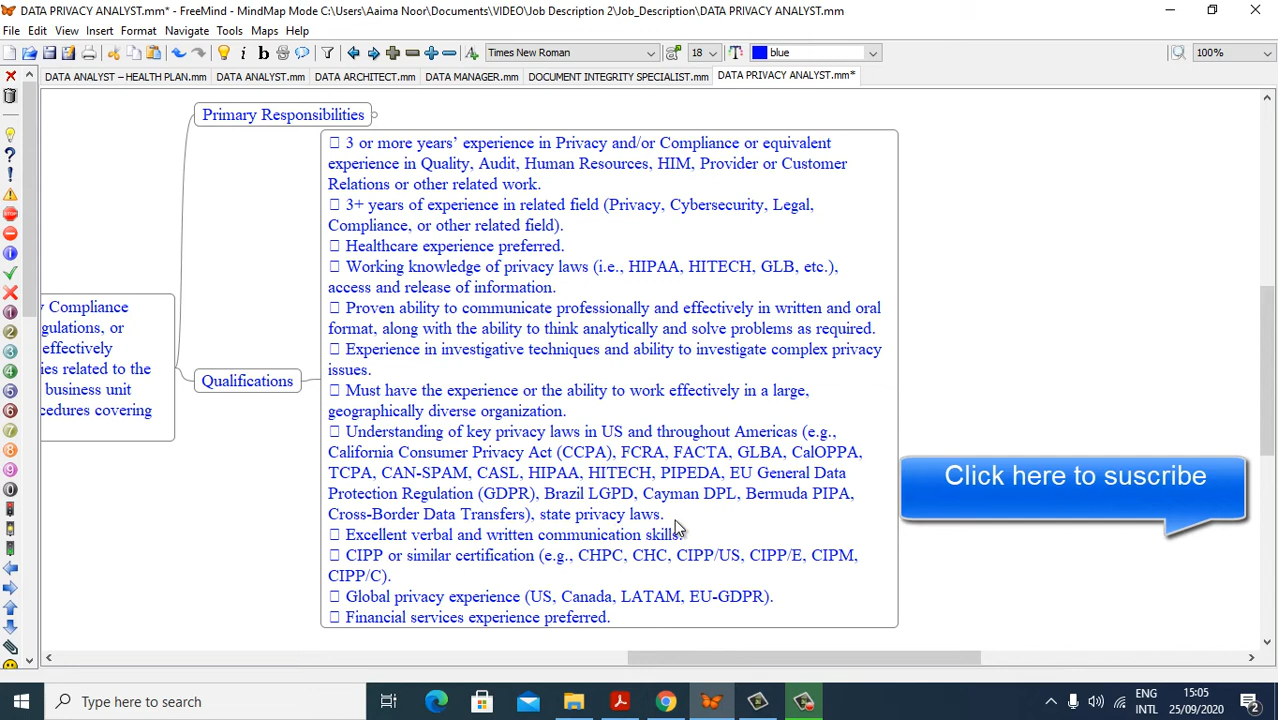 DATA PRIVACY ANALYST.mm* - FreeMind - MindMap Mode C:\Users\Aaima Noor\Documents\VIDEO\Job Description 2\Job_Description\DATA PRIVACY ANALYST.mm
File Edit View Insert Format Navigate Tools Maps Help
Times New Roman 18 blue 100%
DATA ANALYST – HEALTH PLAN.mm DATA ANALYST.mm DATA ARCHITECT.mm DATA MANAGER.mm DOCUMENT INTEGRITY SPECIALIST.mm DATA PRIVACY ANALYST.mm*
Primary Responsibilities
y Compliance
gulations, or
effectively
ies related to the
business unit
cedures covering
Qualifications
3 or more years’ experience in Privacy and/or Compliance or equivalent
experience in Quality, Audit, Human Resources, HIM, Provider or Customer
Relations or other related work.
3+ years of experience in related field (Privacy, Cybersecurity, Legal,
Compliance, or other related field).
Healthcare experience preferred.
Working knowledge of privacy laws (i.e., HIPAA, HITECH, GLB, etc.),
access and release of information.
Proven ability to communicate professionally and effectively in written and oral
format, along with the ability to think analytically and solve problems as required.
Experience in investigative techniques and ability to investigate complex privacy
issues.
Must have the experience or the ability to work effectively in a large,
geographically diverse organization.
Understanding of key privacy laws in US and throughout Americas (e.g.,
California Consumer Privacy Act (CCPA), FCRA, FACTA, GLBA, CalOPPA,
TCPA, CAN-SPAM, CASL, HIPAA, HITECH, PIPEDA, EU General Data
Protection Regulation (GDPR), Brazil LGPD, Cayman DPL, Bermuda PIPA,
Cross-Border Data Transfers), state privacy laws.
Excellent verbal and written communication skills.
CIPP or similar certification (e.g., CHPC, CHC, CIPP/US, CIPP/E, CIPM,
CIPP/C).
Global privacy experience (US, Canada, LATAM, EU-GDPR).
Financial services experience preferred.
Click here to suscribe
Type here to search
ENG
INTL
15:05
25/09/2020
2